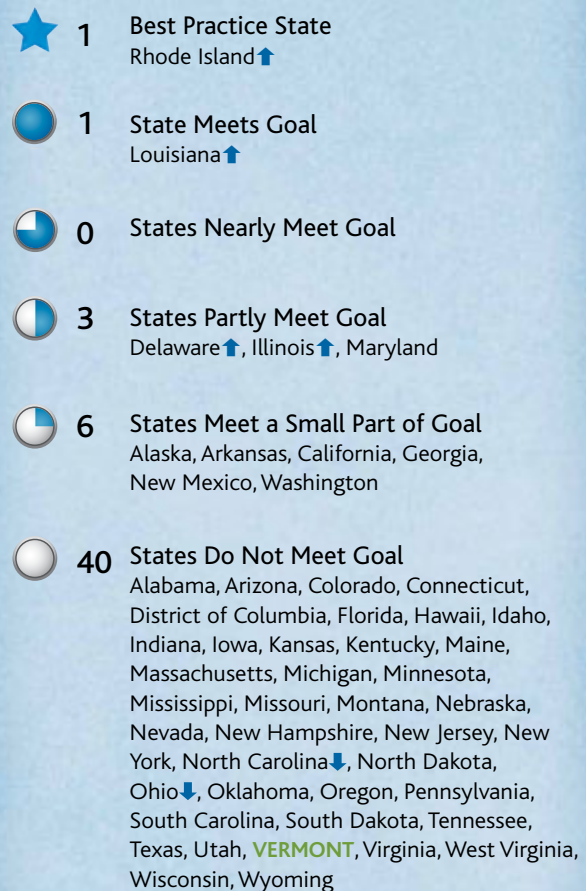 1 Best Practice State
Rhode Island⬆
1 State Meets Goal
Louisiana⬆
0 States Nearly Meet Goal
3 States Partly Meet Goal
Delaware⬆, Illinois⬆, Maryland
6 States Meet a Small Part of Goal
Alaska, Arkansas, California, Georgia,
New Mexico, Washington
40 States Do Not Meet Goal
Alabama, Arizona, Colorado, Connecticut,
District of Columbia, Florida, Hawaii, Idaho,
Indiana, Iowa, Kansas, Kentucky, Maine,
Massachusetts, Michigan, Minnesota,
Mississippi, Missouri, Montana, Nebraska,
Nevada, New Hampshire, New Jersey, New
York, North Carolina⬇, North Dakota,
Ohio⬇, Oklahoma, Oregon, Pennsylvania,
South Carolina, South Dakota, Tennessee,
Texas, Utah, VERMONT, Virginia, West Virginia,
Wisconsin, Wyoming